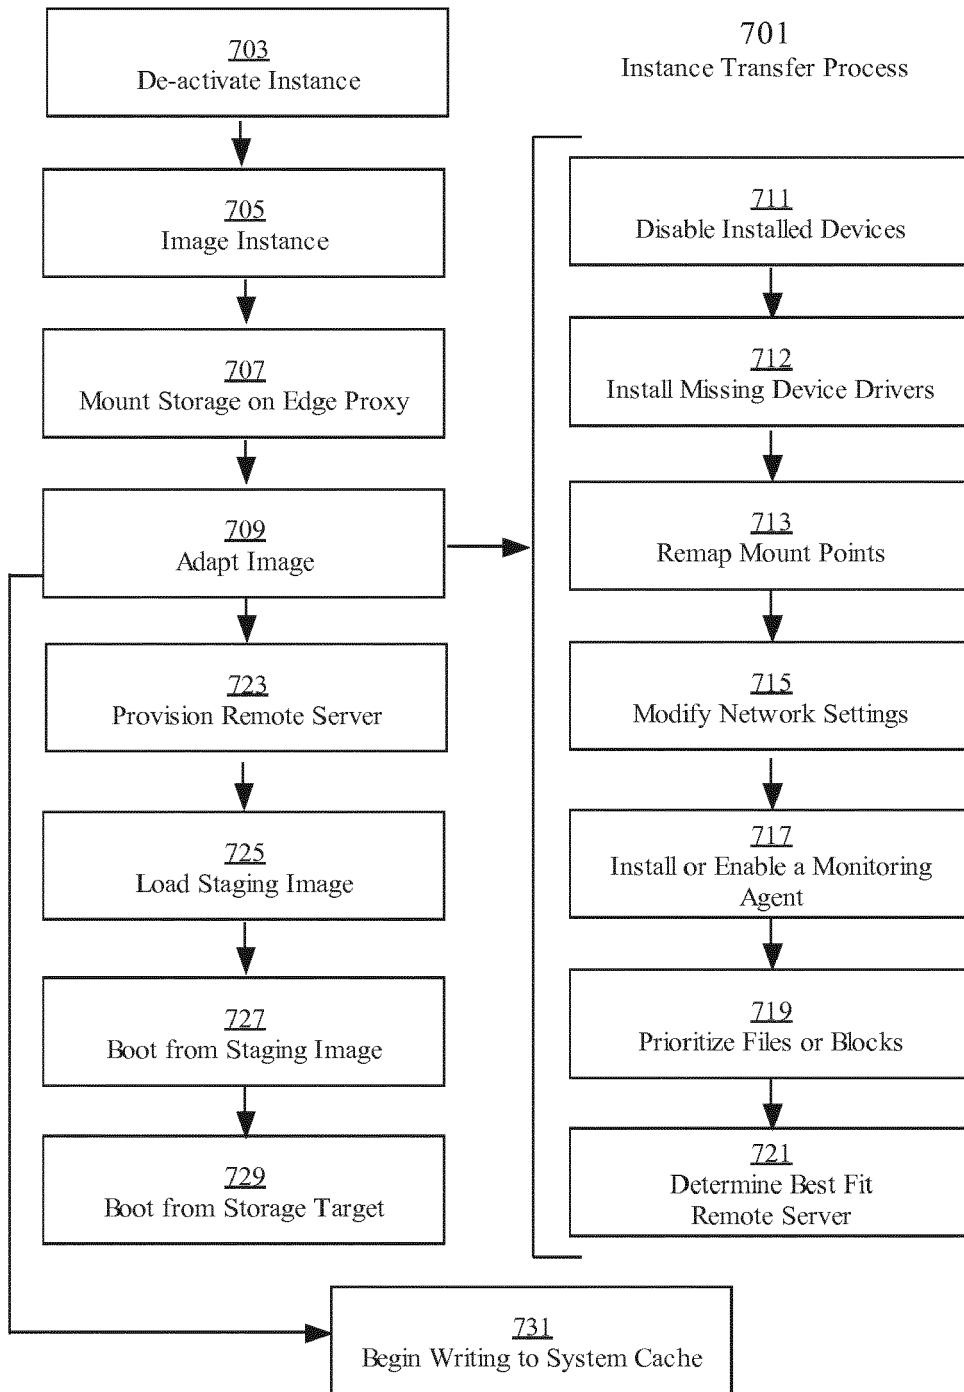 701
Instance Transfer Process
703
De-activate Instance
705
Image Instance
707
Mount Storage on Edge Proxy
709
Adapt Image
723
Provision Remote Server
725
Load Staging Image
727
Boot from Staging Image
729
Boot from Storage Target
711
Disable Installed Devices
712
Install Missing Device Drivers
713
Remap Mount Points
715
Modify Network Settings
717
Install or Enable a Monitoring
Agent
719
Prioritize Files or Blocks
721
Determine Best Fit
Remote Server
731
Begin Writing to System Cache